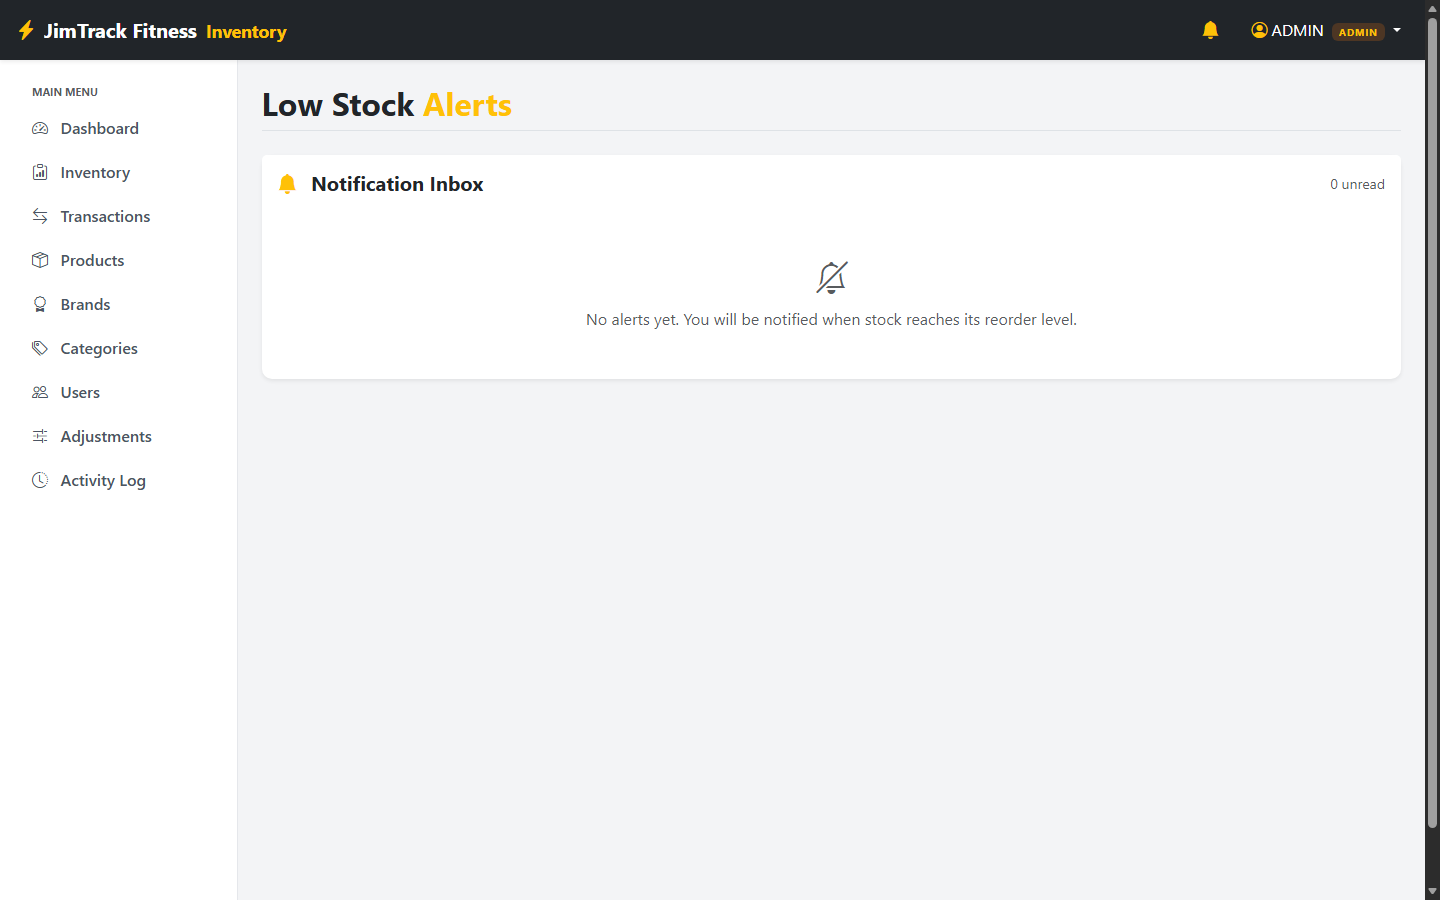 JimTrack Fitness Inventory
ADMIN ADMIN
MAIN MENU
Dashboard
Inventory
Transactions
Products
Brands
Categories
Users
Adjustments
Activity Log
Low Stock Alerts
Notification Inbox
0 unread
No alerts yet. You will be notified when stock reaches its reorder level.